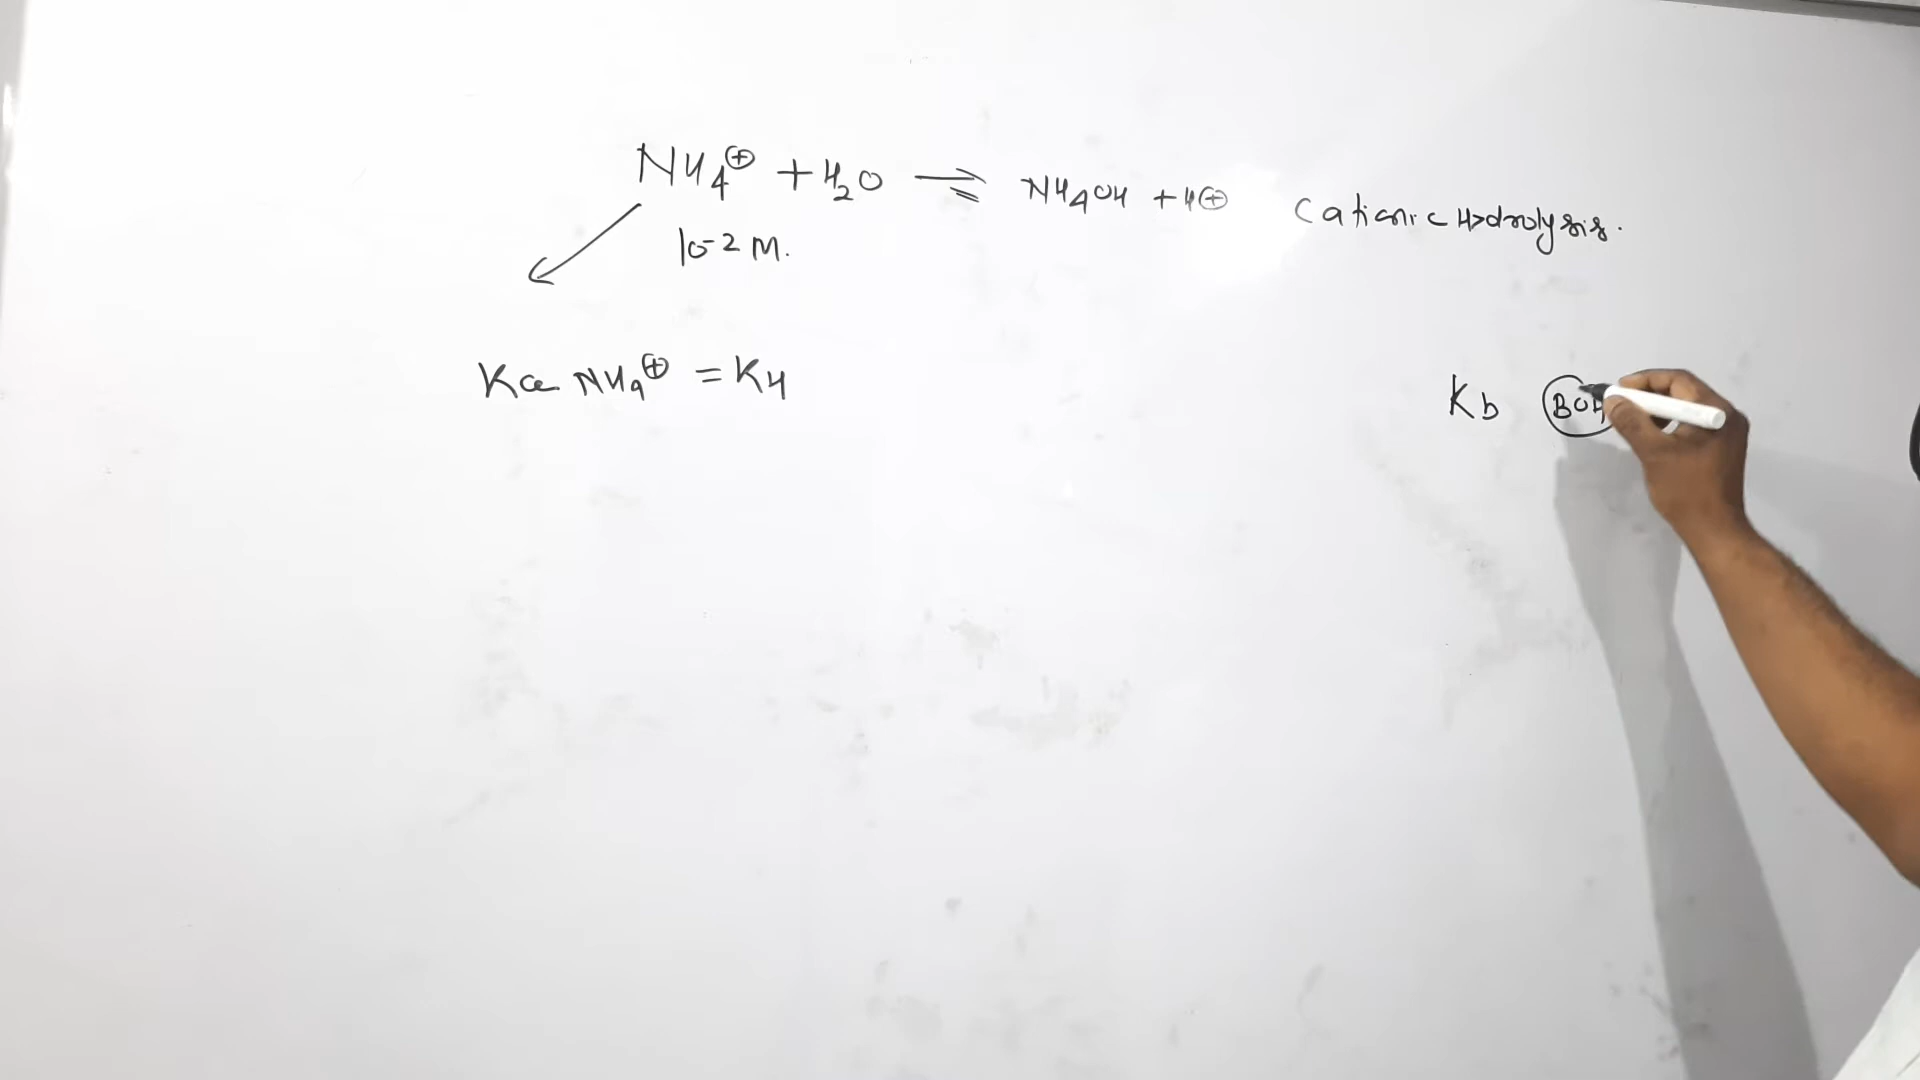 NH4⊕ + H2O ⇌ NH4OH + H⊕ Cationic Hydrolysis.
10-2 M.
Ka NH4⊕ = KH
Kb BOH